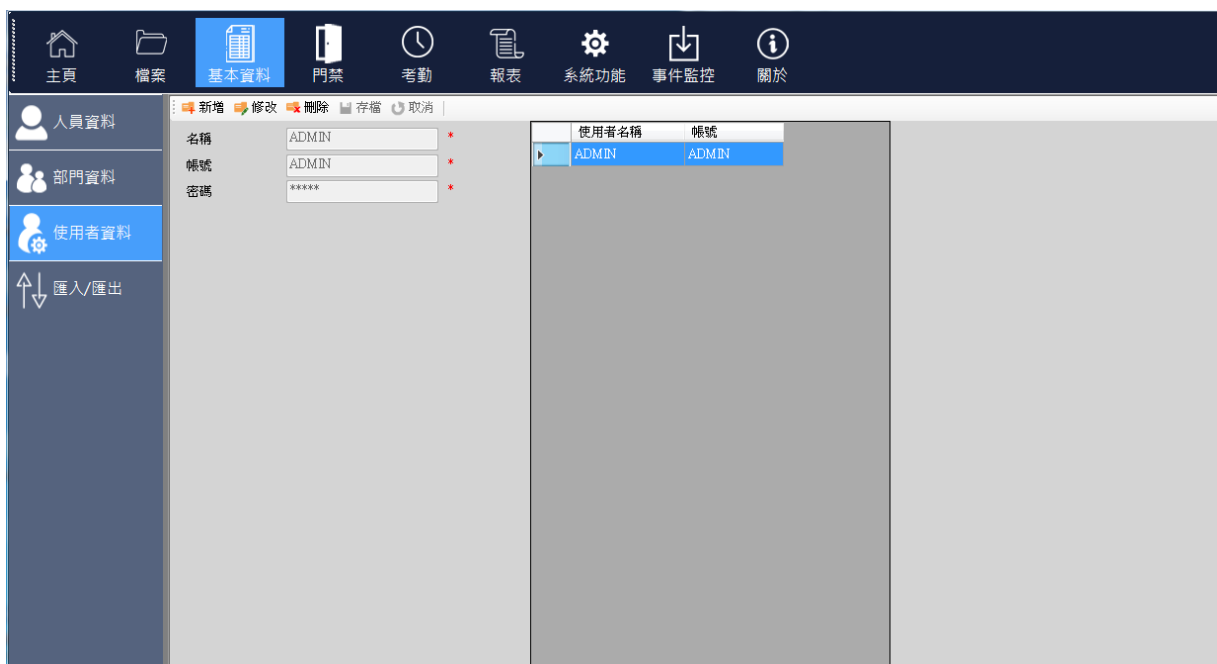 主頁 檔案 基本資料 門禁 考勤 報表 系統功能 事件監控 關於
人員資料
部門資料
使用者資料
匯入/匯出
新增 修改 刪除 存檔 取消
名稱 ADMIN *
帳號 ADMIN *
密碼 ***** *
使用者名稱 帳號
ADMIN ADMIN